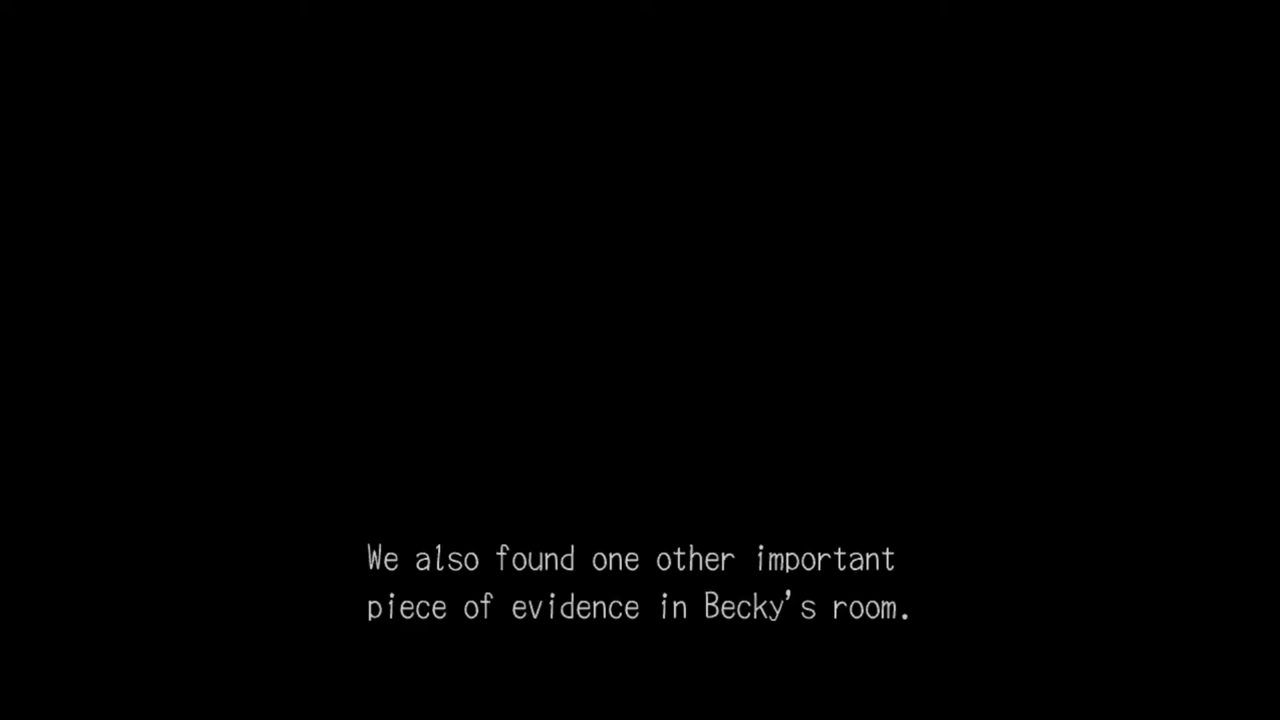 We also found one other important
piece of evidence in Becky's room.